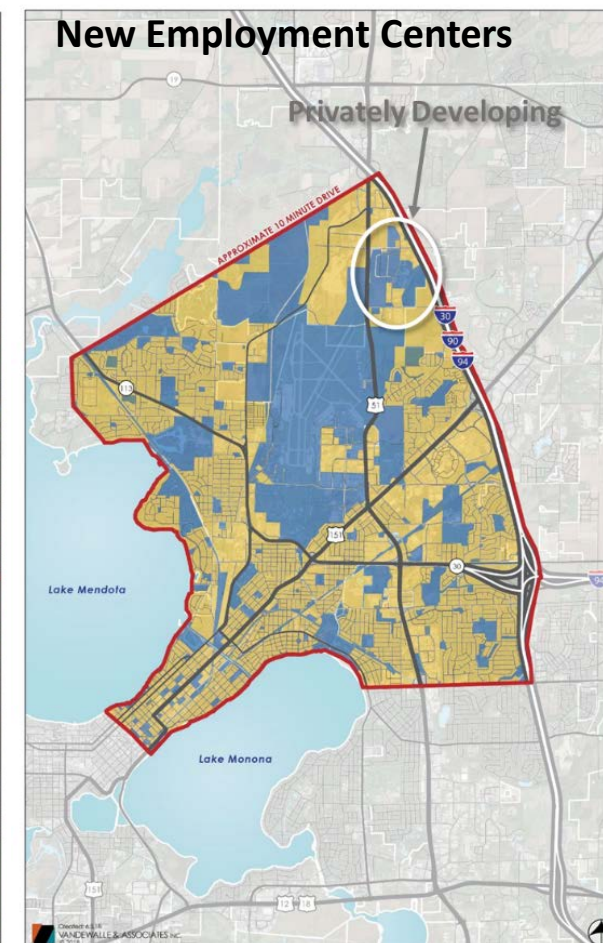 New Employment Centers
19
Privately Developing
APPROXIMATE 10 MINUTE DRIVE
30
90
94
113
51
151
30
94
Lake Mendota
Lake Monona
151
12 18
VANDEWALLE & ASSOCIATES INC.